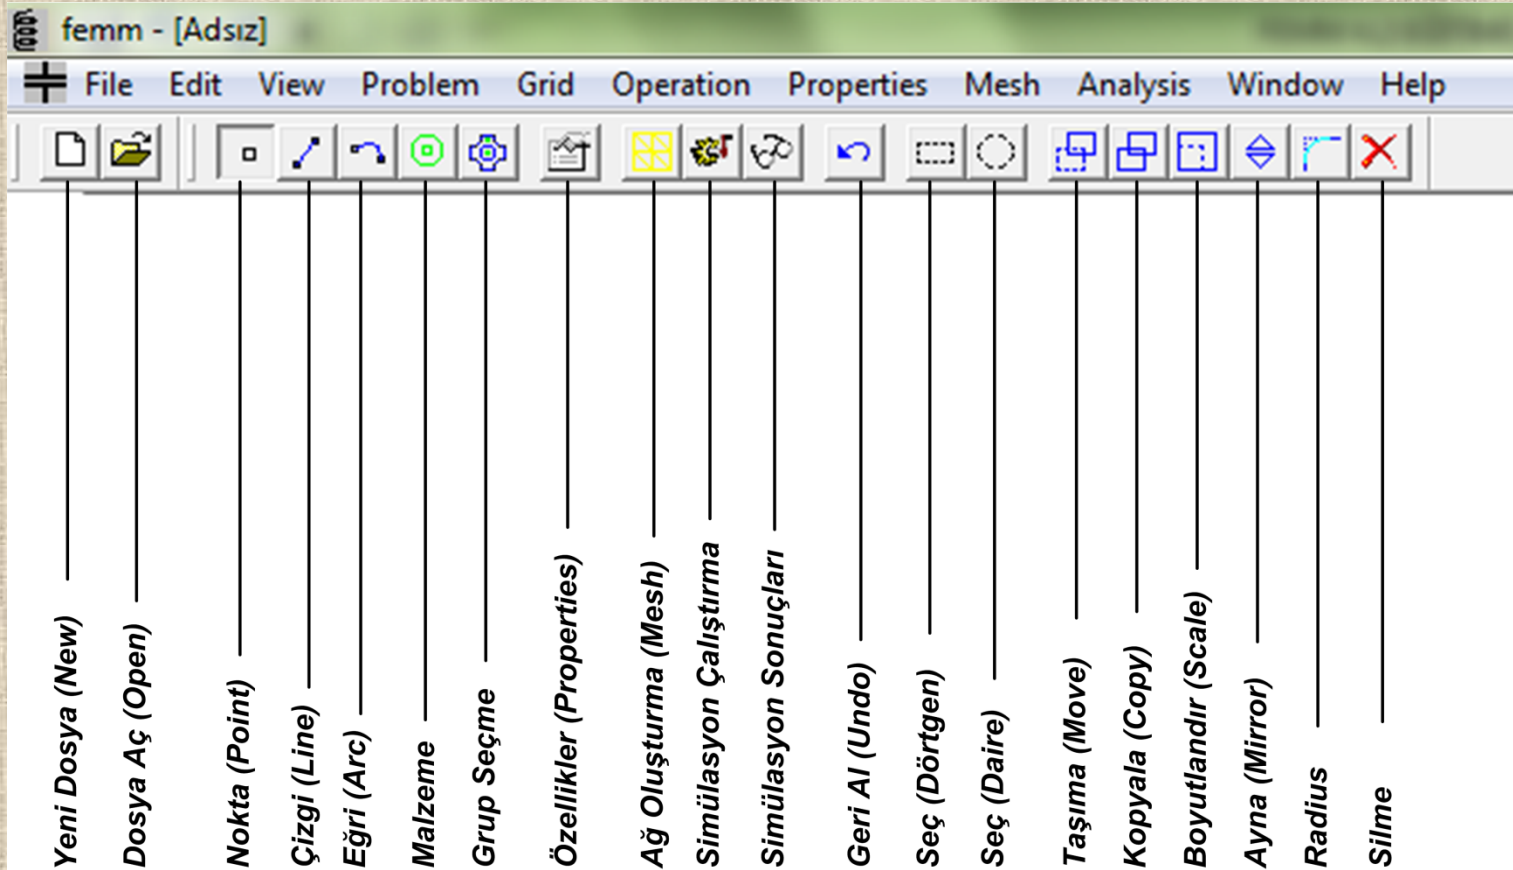 femm - [Adsız]
File Edit View Problem Grid Operation Properties Mesh Analysis Window Help
Yeni Dosya (New)
Dosya Aç (Open)
Nokta (Point)
Çizgi (Line)
Eğri (Arc)
Malzeme
Grup Seçme
Özellikler (Properties)
Ağ Oluşturma (Mesh)
Simülasyon Çalıştırma
Simülasyon Sonuçları
Geri Al (Undo)
Seç (Dörtgen)
Seç (Daire)
Taşıma (Move)
Kopyala (Copy)
Boyutlandır (Scale)
Ayna (Mirror)
Radius
Silme